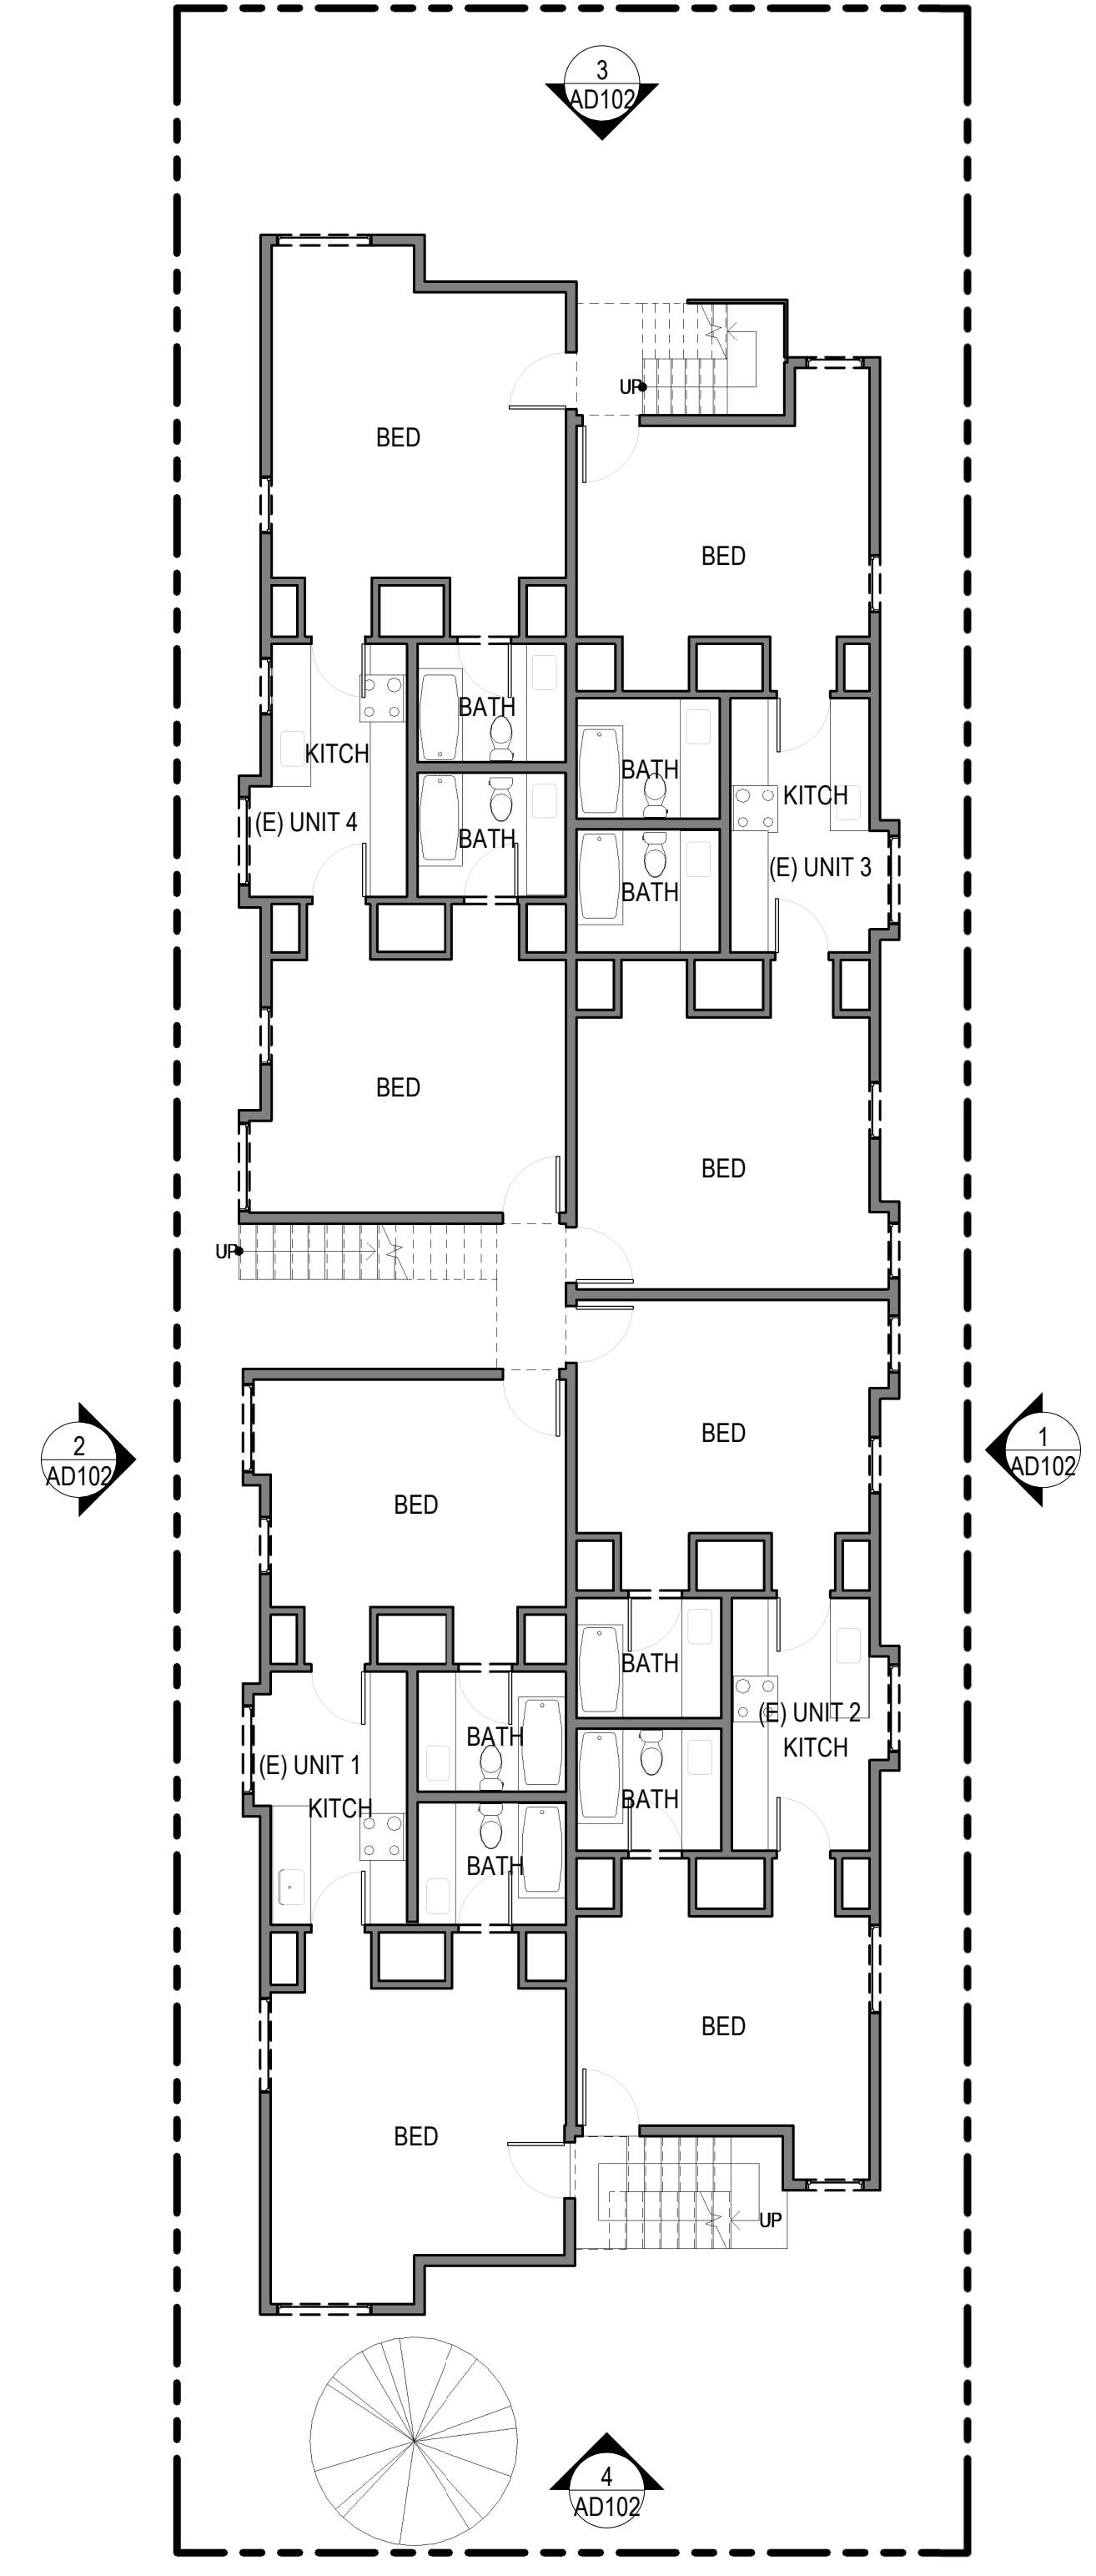 3
AD102
UP
BED
BED
BATH
KITCH
BATH
KITCH
(E) UNIT 4
BATH
(E) UNIT 3
BATH
BED
BED
UP
BED
2
AD102
1
AD102
BED
BATH
(E) UNIT 2
BATH
KITCH
(E) UNIT 1
BATH
KITCH
BATH
BED
BED
UP
4
AD102